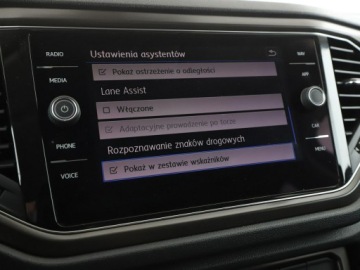 Ustawienia asystentów
RADIO
NAV
Pokaż ostrzeżenie o odległości
MEDIA
APP
Lane Assist
Włączone
Adaptacyjne prowadzenie po torze
PHONE
CAR
Rozpoznawanie znaków drogowych
MENU
Pokaż w zestawie wskaźników
VOICE